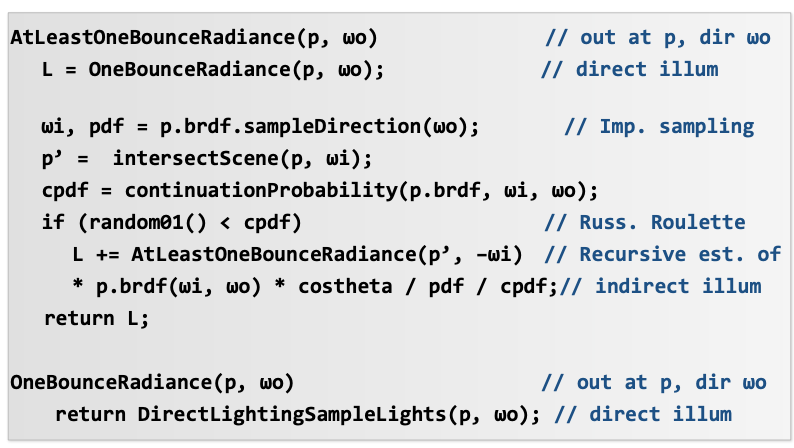 AtLeastOneBounceRadiance(p, ωo) // out at p, dir ωo
L = OneBounceRadiance(p, ωo); // direct illum
ωi, pdf = p.brdf.sampleDirection(ωo); // Imp. sampling
p’ = intersectScene(p, ωi);
cpdf = continuationProbability(p.brdf, ωi, ωo);
if (random01() < cpdf) // Russ. Roulette
L += AtLeastOneBounceRadiance(p’, –ωi) // Recursive est. of
* p.brdf(ωi, ωo) * costheta / pdf / cpdf;// indirect illum
return L;
OneBounceRadiance(p, ωo) // out at p, dir ωo
return DirectLightingSampleLights(p, ωo); // direct illum